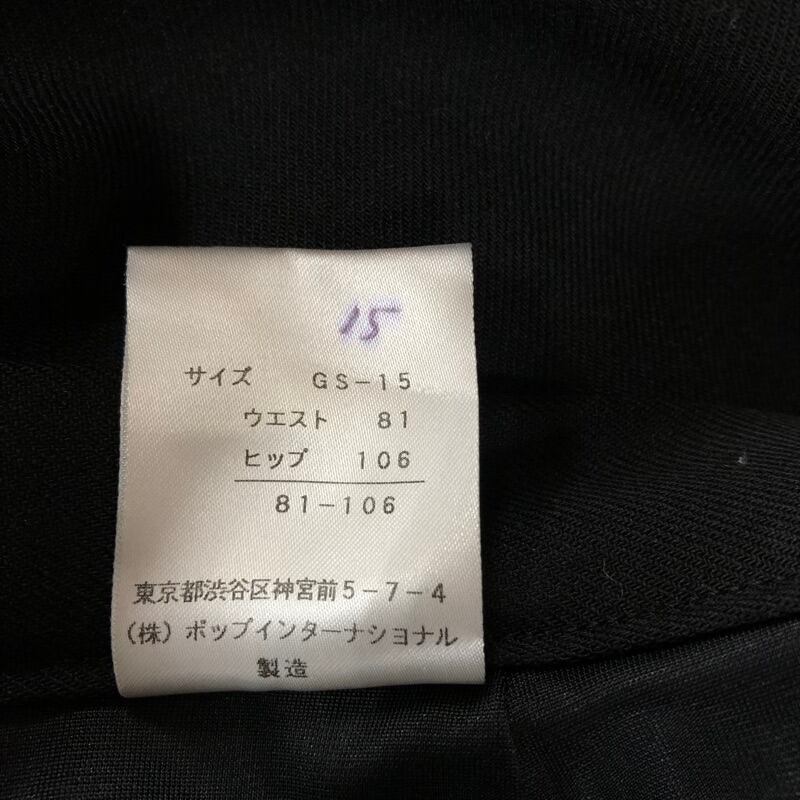 15
サイズ GS-15
ウエスト 81
ヒップ 106
81-106
東京都渋谷区神宮前5-7-4
(株)ポップインターナショナル
製造